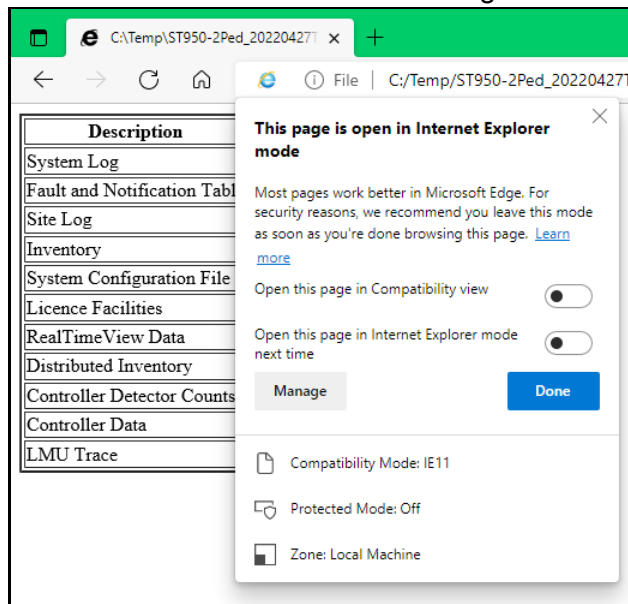 C:\Temp\ST950-2Ped_20220427T
File | C:/Temp/ST950-2Ped_20220427T
Description
System Log
Fault and Notification Tabl
Site Log
Inventory
System Configuration File
Licence Facilities
RealTimeView Data
Distributed Inventory
Controller Detector Counts
Controller Data
LMU Trace
This page is open in Internet Explorer
mode
Most pages work better in Microsoft Edge. For
security reasons, we recommend you leave this mode
as soon as you're done browsing this page. Learn
more
Open this page in Compatibility view
Open this page in Internet Explorer mode
next time
Manage
Done
Compatibility Mode: IE11
Protected Mode: Off
Zone: Local Machine